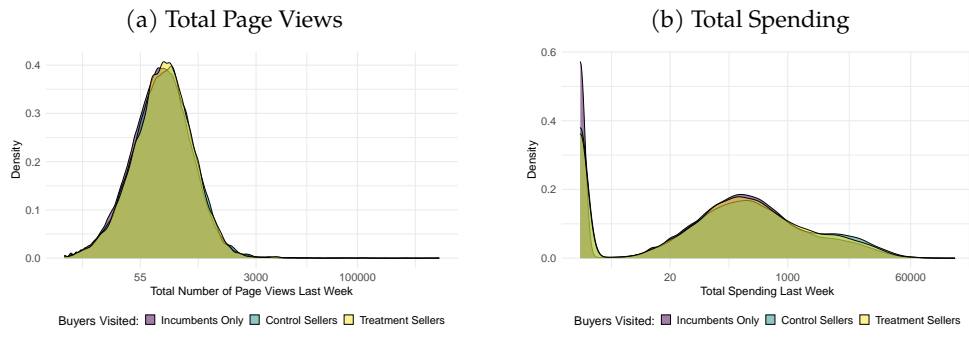 (a) Total Page Views
0.4
0.3
0.2
0.1
0.0
Density
55 3000 100000
Total Number of Page Views Last Week
Buyers Visited: Incumbents Only Control Sellers Treatment Sellers
(b) Total Spending
0.6
0.4
0.2
0.0
Density
20 1000 60000
Total Spending Last Week
Buyers Visited: Incumbents Only Control Sellers Treatment Sellers